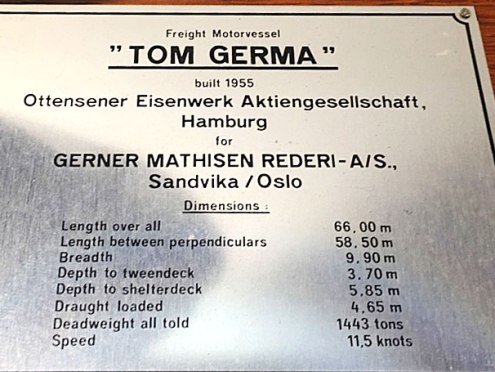 Freight Motorvessel
"TOM GERMA"
built 1955
Ottensener Eisenwerk Aktiengesellschaft,
Hamburg
for
GERNER MATHISEN REDERI-A/S.,
Sandvika/Oslo
Dimensions:
Length over all 66,00 m
Length between perpendiculars 58,50 m
Breadth 9,90 m
Depth to tweendeck 3,70 m
Depth to shelterdeck 5,85 m
Draught loaded 4,65 m
Deadweight all told 1443 tons
Speed 11,5 knots